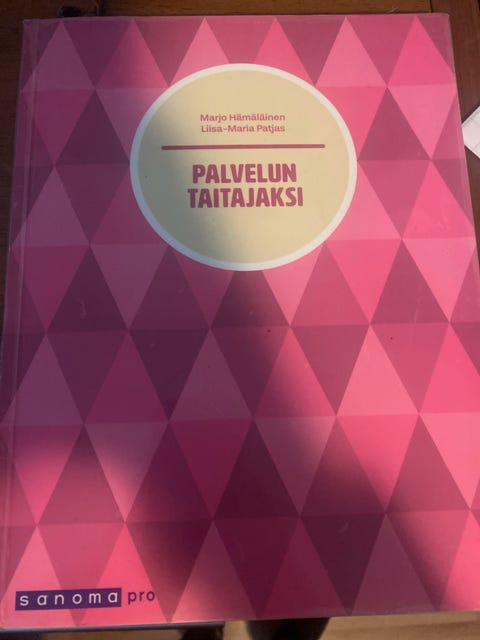 Marjo Hämäläinen
Liisa-Maria Patjas
PALVELUN
TAITAJAKSI
sanoma pro